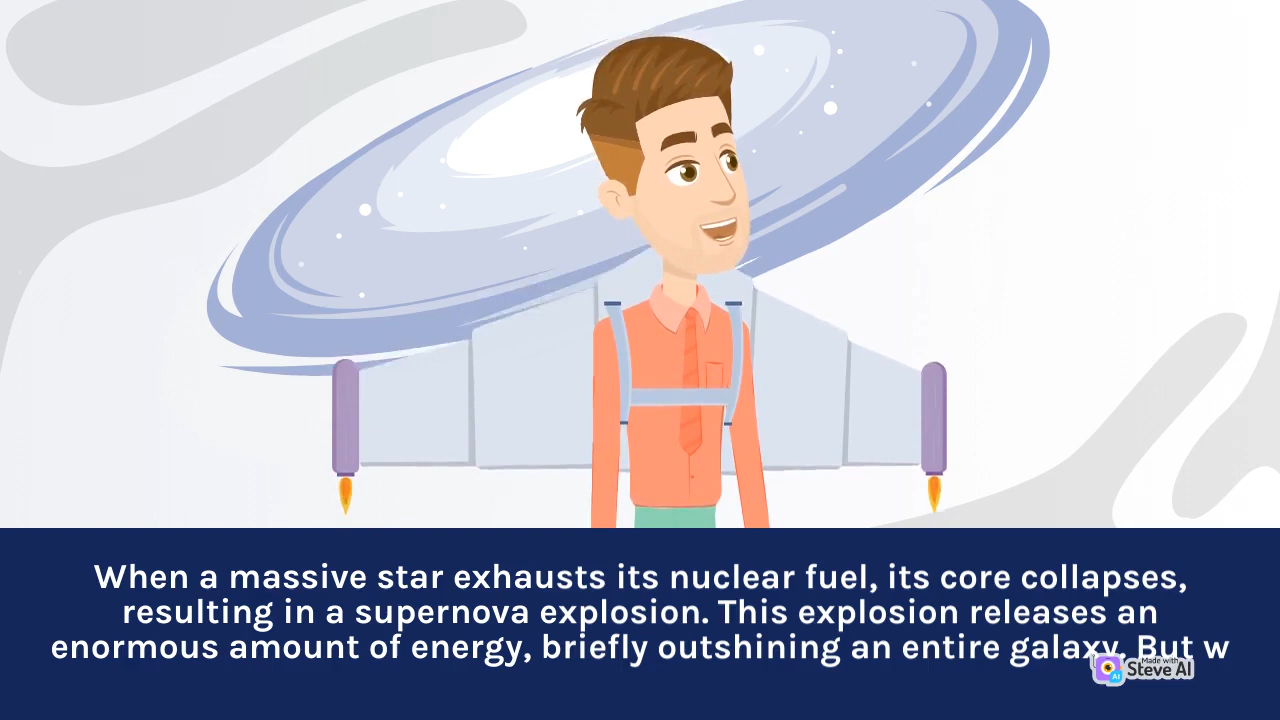 When a massive star exhausts its nuclear fuel, its core collapses,
resulting in a supernova explosion. This explosion releases an
enormous amount of energy, briefly outshining an entire galaxy. But w
Made with
Steve AI
AI